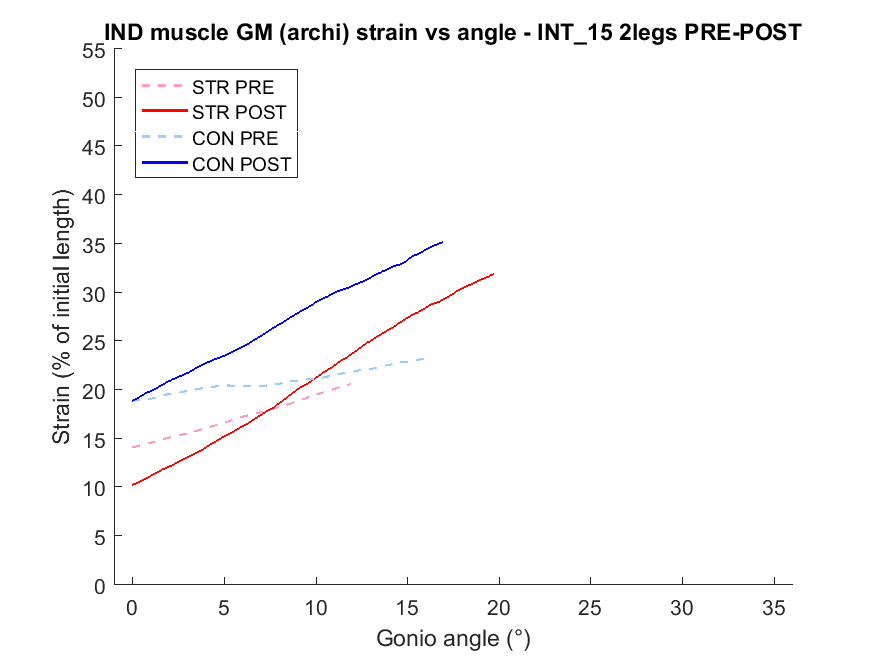 IND muscle GM (archi) strain vs angle - INT_15 2legs PRE-POST
STR PRE
STR POST
CON PRE
CON POST
Strain (% of initial length)
55
50
45
40
35
30
25
20
15
10
5
0
0 5 10 15 20 25 30 35
Gonio angle (°)